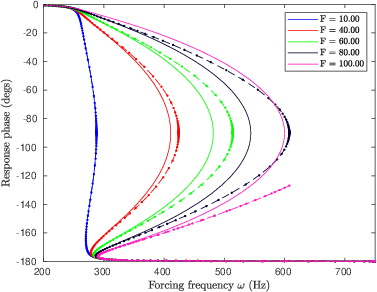 0
-20
-40
-60
-80
-100
-120
-140
-160
-180
200
300
400
500
600
700
Response phase (degs)
Forcing frequency ω (Hz)
F = 10.00
F = 40.00
F = 60.00
F = 80.00
F = 100.00